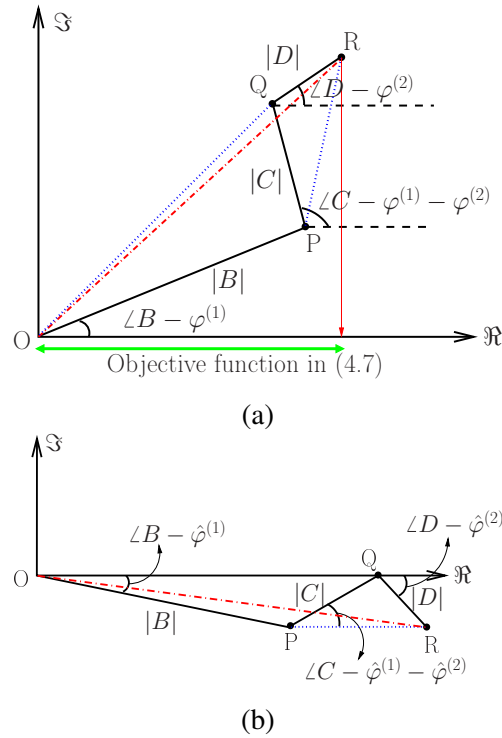 ℑ
|D|
R
Q
∠D − φ^(2)
|C|
∠C − φ^(1) − φ^(2)
P
|B|
∠B − φ^(1)
O
ℜ
Objective function in (4.7)
(a)
ℑ
∠B − φ̂^(1)
∠D − φ̂^(2)
O
Q
ℜ
|C|
|D|
|B|
P
R
∠C − φ̂^(1) − φ̂^(2)
(b)